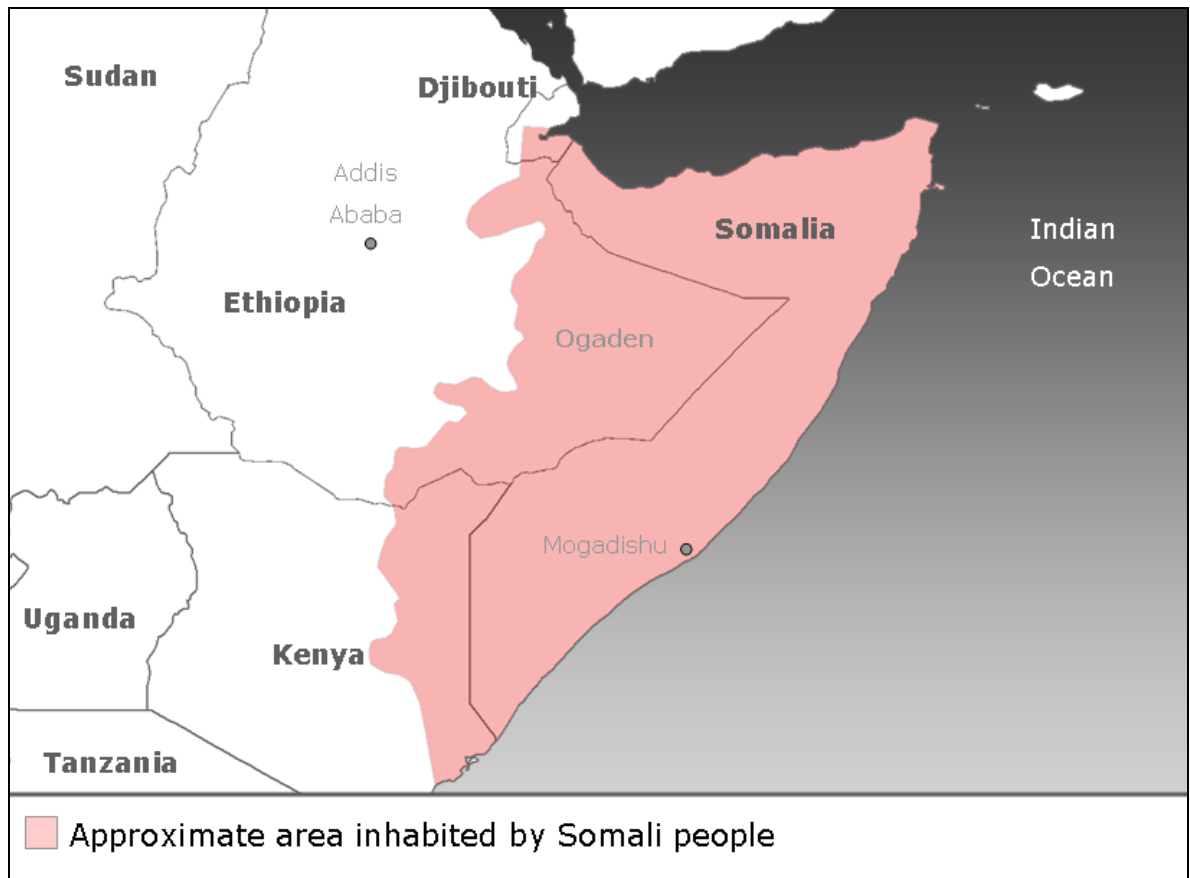 Sudan
Djibouti
Addis
Ababa
Somalia
Indian
Ocean
Ethiopia
Ogaden
Mogadishu
Uganda
Kenya
Tanzania
Approximate area inhabited by Somali people